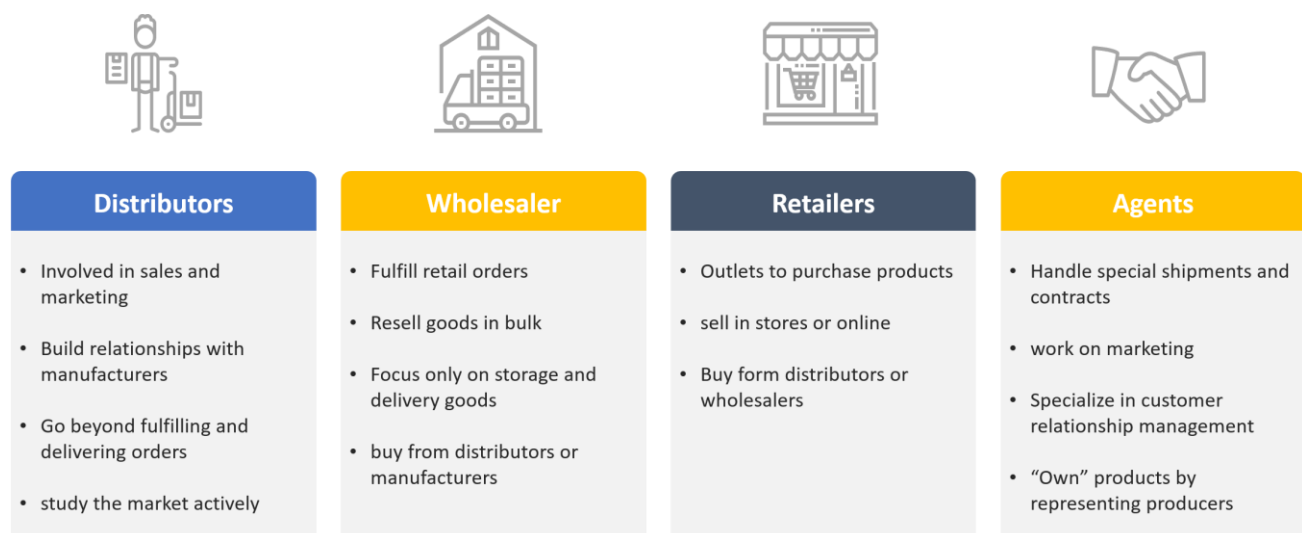 Distributors
• Involved in sales and
marketing
• Build relationships with
manufacturers
• Go beyond fulfilling and
delivering orders
• study the market actively
Wholesaler
• Fulfill retail orders
• Resell goods in bulk
• Focus only on storage and
delivery goods
• buy from distributors or
manufacturers
Retailers
• Outlets to purchase products
• sell in stores or online
• Buy form distributors or
wholesalers
Agents
• Handle special shipments and
contracts
• work on marketing
• Specialize in customer
relationship management
• “Own” products by
representing producers